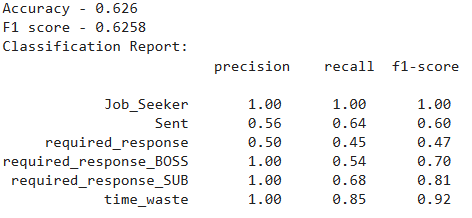 Accuracy - 0.626
F1 score - 0.6258
Classification Report:
precision recall f1-score
Job_Seeker 1.00 1.00 1.00
Sent 0.56 0.64 0.60
required_response 0.50 0.45 0.47
required_response_BOSS 1.00 0.54 0.70
required_response_SUB 1.00 0.68 0.81
time_waste 1.00 0.85 0.92